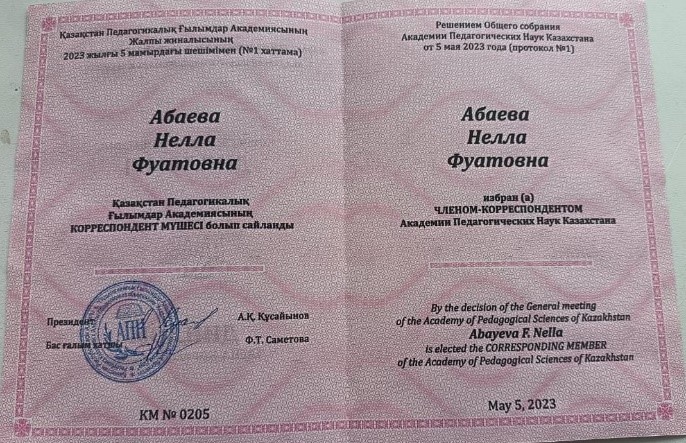 Қазақстан Педагогикалық Ғылымдар Академиясының
Жалпы жиналысының
2023 жылғы 5 мамырдағы шешімімен (№1 хаттама)
Абаева
Нелла
Фуатовна
Қазақстан Педагогикалық
Ғылымдар Академиясының
КОРРЕСПОНДЕНТ МҮШЕСІ болып сайланды
Президент
А.Қ. Құсайынов
Бас ғалым хатшы
Ф.Т. Саметова
АПН
КМ № 0205
Решением Общего собрания
Академии Педагогических Наук Казахстана
от 5 мая 2023 года (протокол №1)
Абаева
Нелла
Фуатовна
избран (а)
ЧЛЕНОМ-КОРРЕСПОНДЕНТОМ
Академии Педагогических Наук Казахстана
By the decision of the General meeting
of the Academy of Pedagogical Sciences of Kazakhstan
Abayeva F. Nella
is elected the CORRESPONDING MEMBER
of the Academy of Pedagogical Sciences of Kazakhstan
May 5, 2023